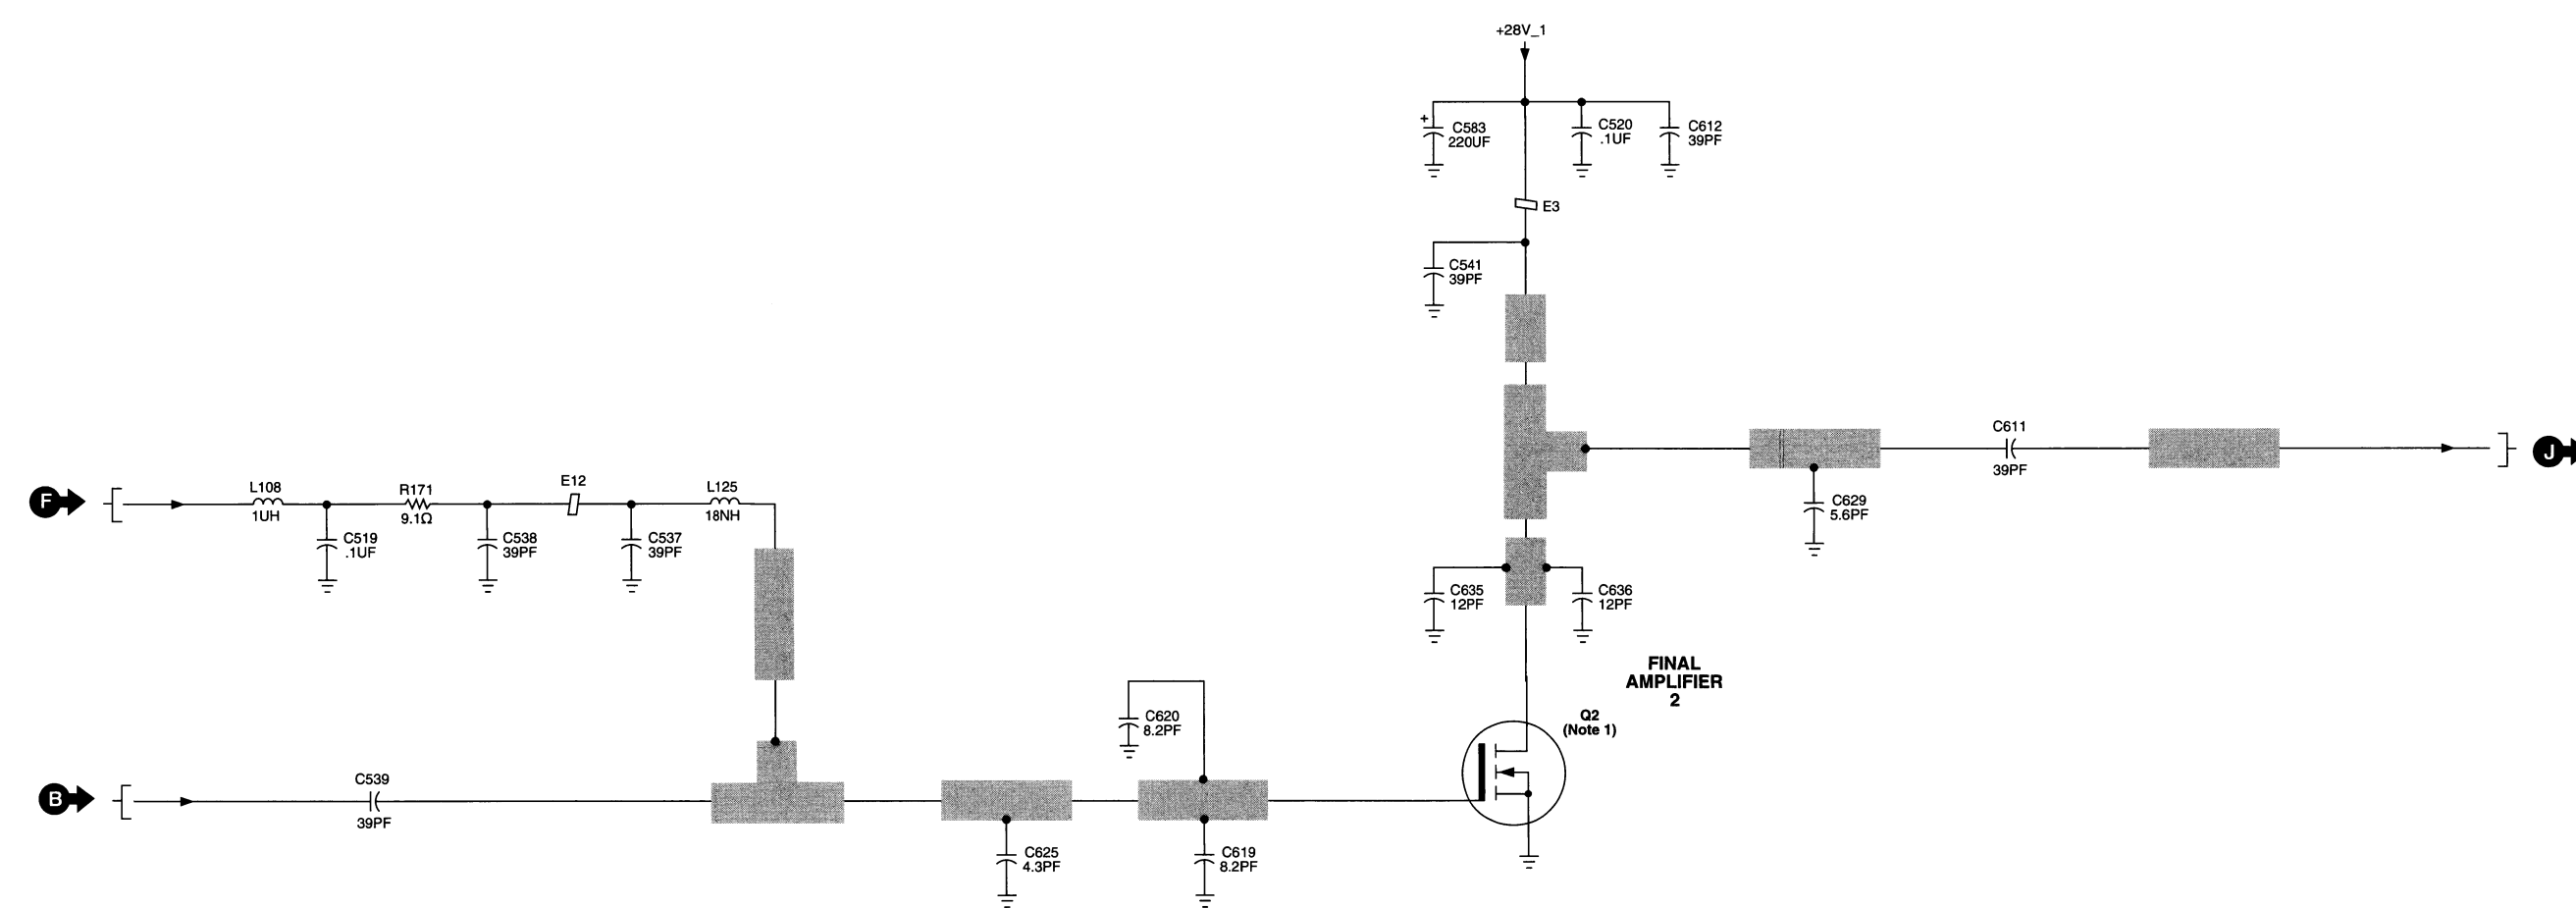 +28V_1
+
C583
220UF
C520
.1UF
C612
39PF
E3
C541
39PF
C611
39PF
J
C629
5.6PF
F
L108
1UH
R171
9.1Ω
E12
L125
18NH
C519
.1UF
C538
39PF
C537
39PF
C635
12PF
C636
12PF
FINAL
AMPLIFIER
2
Q2
(Note 1)
C620
8.2PF
B
C539
39PF
C625
4.3PF
C619
8.2PF